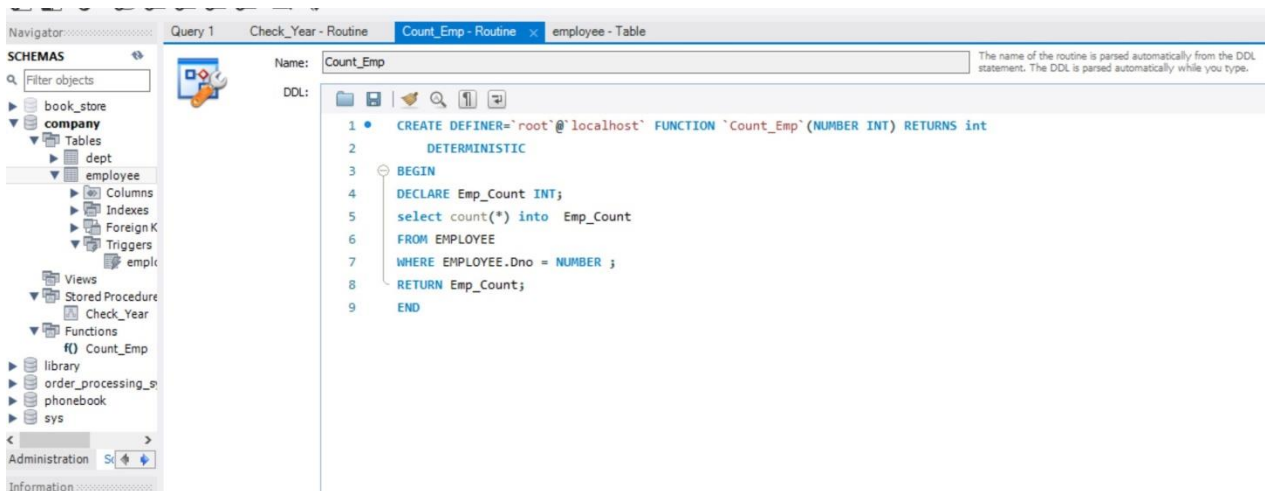 Navigator
Query 1
Check_Year - Routine
Count_Emp - Routine
employee - Table
SCHEMAS
Filter objects
book_store
company
Tables
dept
employee
Columns
Indexes
Foreign K
Triggers
Views
Stored Procedure
Check_Year
Functions
f() Count_Emp
library
order_processing_s
phonebook
sys
Administration
Information
Name: Count_Emp
The name of the routine is parsed automatically from the DDL
statement. The DDL is parsed automatically while you type.
DDL:
1 CREATE DEFINER=`root`@`localhost` FUNCTION `Count_Emp`(NUMBER INT) RETURNS int
2 DETERMINISTIC
3 BEGIN
4 DECLARE Emp_Count INT;
5 select count(*) into Emp_Count
6 FROM EMPLOYEE
7 WHERE EMPLOYEE.Dno = NUMBER ;
8 RETURN Emp_Count;
9 END